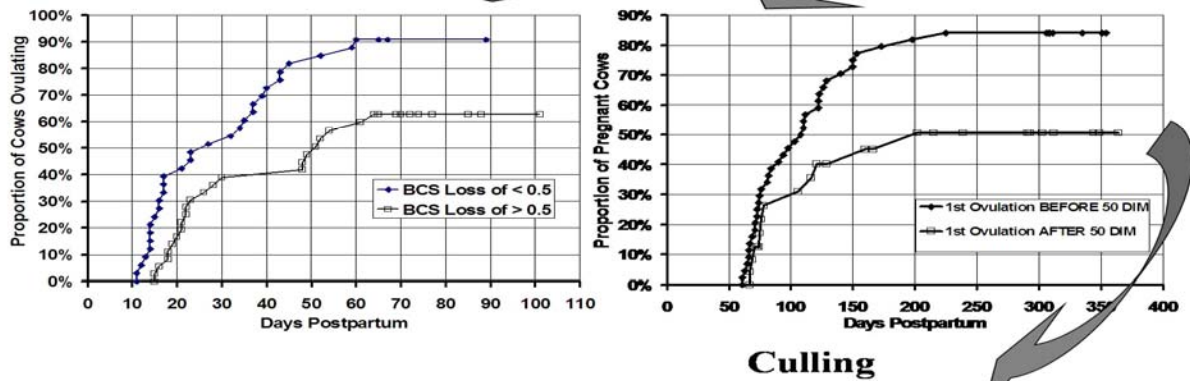 Proportion of Cows Ovulating
100%
90%
80%
70%
60%
50%
40%
30%
20%
10%
0%
0 10 20 30 40 50 60 70 80 90 100 110
Days Postpartum
BCS Loss of < 0.5
BCS Loss of > 0.5
Proportion of Pregnant Cows
90%
80%
70%
60%
50%
40%
30%
20%
10%
0%
0 50 100 150 200 250 300 350 400
Days Postpartum
1st Ovulation BEFORE 50 DIM
1st Ovulation AFTER 50 DIM
Culling